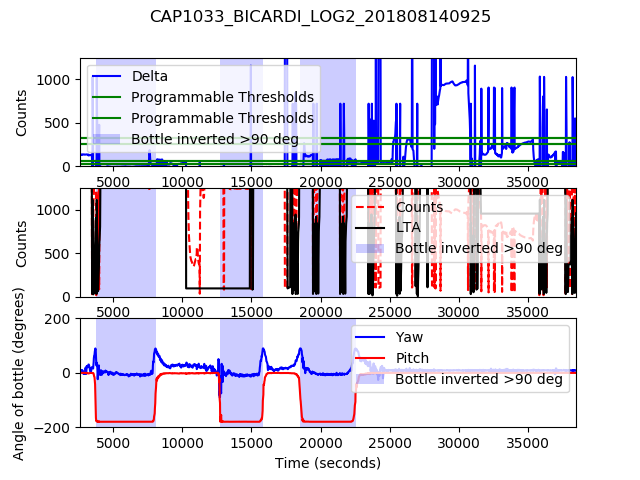 CAP1033_BICARDI_LOG2_201808140925
Counts
1000
500
0
Delta
Programmable Thresholds
Programmable Thresholds
Bottle inverted >90 deg
5000 10000 15000 20000 25000 30000 35000
Counts
1000
500
0
Counts
LTA
Bottle inverted >90 deg
5000 10000 15000 20000 25000 30000 35000
Angle of bottle (degrees)
200
0
−200
Yaw
Pitch
Bottle inverted >90 deg
5000 10000 15000 20000 25000 30000 35000
Time (seconds)